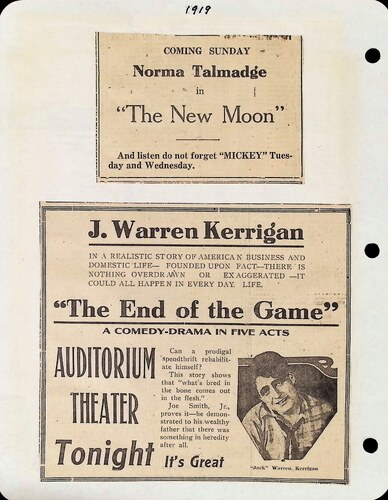 1919
COMING SUNDAY
Norma Talmadge
in
"The New Moon"
And listen do not forget "MICKEY" Tues-
day and Wednesday.
J. Warren Kerrigan
IN A REALISTIC STORY OF AMERICAN BUSINESS AND
DOMESTIC LIFE— FOUNDED UPON FACT—THERE IS
NOTHING OVERDRAWN OR EXAGGERATED —IT
COULD ALL HAPPEN IN EVERY DAY. LIFE.
"The End of the Game"
A COMEDY-DRAMA IN FIVE ACTS
AUDITORIUM
THEATER
Tonight
Can a prodigal
spendthrift rehabilit-
ate himself?
This story shows
that "what's bred in
the bone comes out
in the flesh."
Joe Smith, Jr.,
proves it—he demon-
strated to his wealthy
father that there was
something in heredity
after all.
It's Great
"Jack" Warren Kerrigan